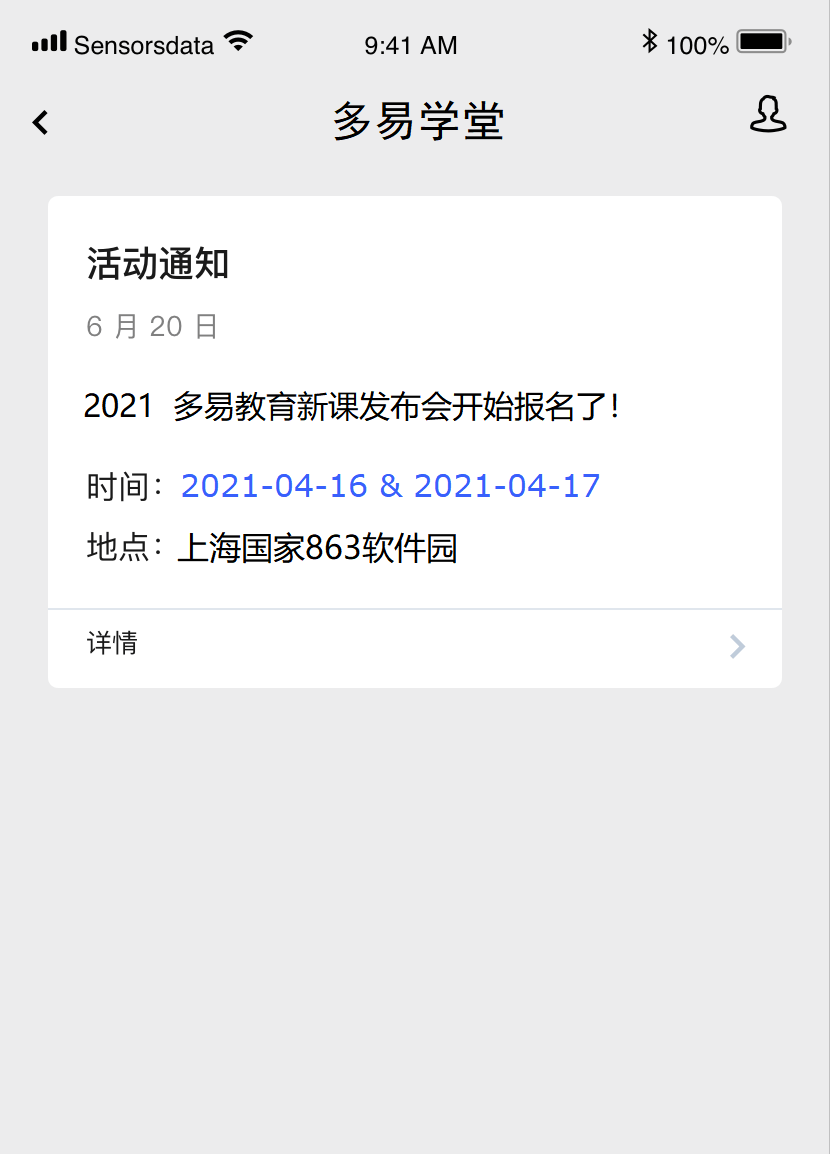 Sensorsdata 9:41 AM 100%
多易学堂
活动通知
6 月 20 日
2021 多易教育新课发布会开始报名了!
时间：2021-04-16 & 2021-04-17
地点：上海国家863软件园
详情